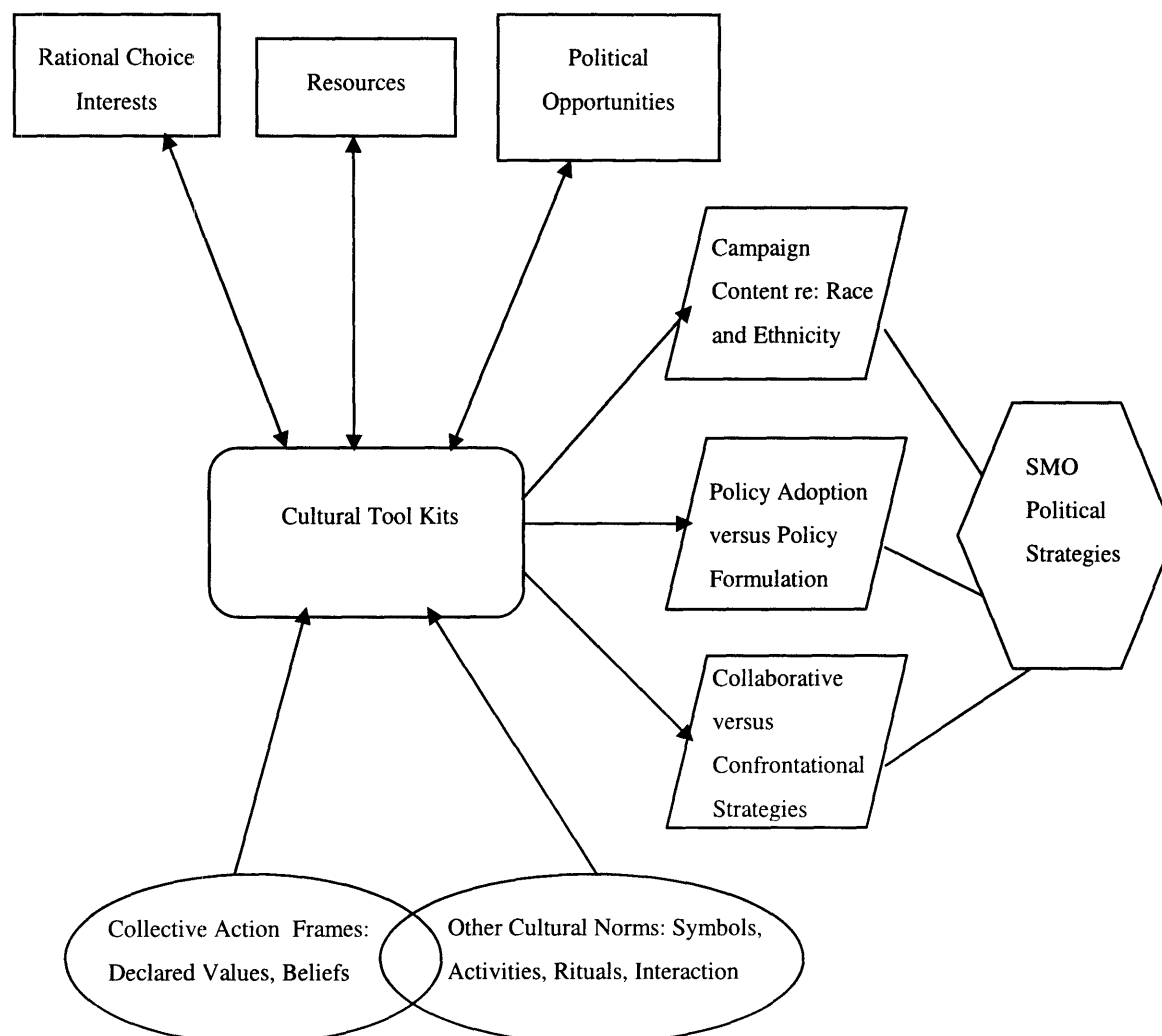 Rational Choice
Interests
Resources
Political
Opportunities
Campaign
Content re: Race
and Ethnicity
SMO
Political
Strategies
Cultural Tool Kits
Policy Adoption
versus Policy
Formulation
Collaborative
versus
Confrontational
Strategies
Collective Action Frames:
Declared Values, Beliefs
Other Cultural Norms: Symbols,
Activities, Rituals, Interaction